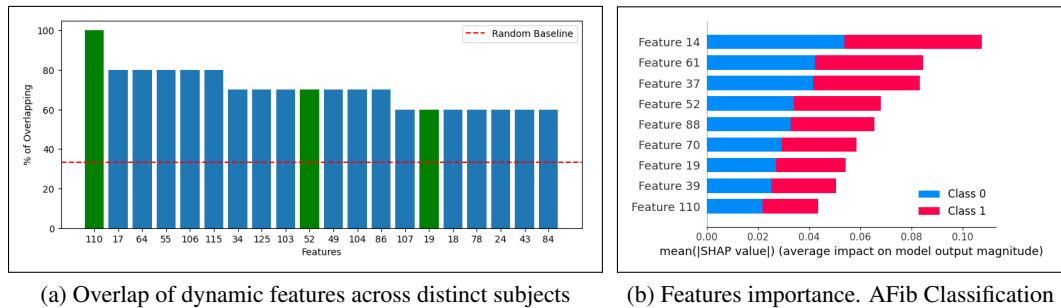 % of Overlapping
100
80
60
40
20
0
Random Baseline
110 17 64 55 106 115 34 125 103 52 49 104 86 107 19 18 78 24 43 84
Features
(a) Overlap of dynamic features across distinct subjects
Feature 14
Feature 61
Feature 37
Feature 52
Feature 88
Feature 70
Feature 19
Feature 39
Feature 110
Class 0
Class 1
0.00 0.02 0.04 0.06 0.08 0.10
mean(|SHAP value|) (average impact on model output magnitude)
(b) Features importance. AFib Classification